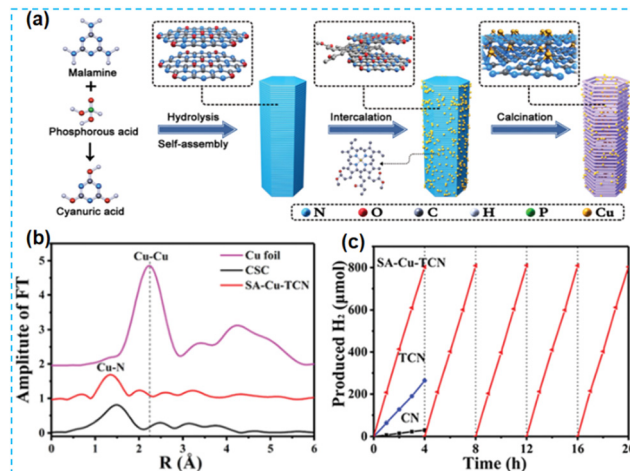 (a)
Malamine
+
Phosphorous acid
Cyanuric acid
Hydrolysis
Self-assembly
Intercalation
Calcination
N O C H P Cu
(b)
Cu-Cu
Cu foil
CSC
SA-Cu-TCN
Cu-N
Amplitute of FT
5
4
3
2
1
0
0 1 2 3 4 5 6
R (Å)
(c)
SA-Cu-TCN
TCN
CN
Produced H₂ (μmol)
800
600
400
200
0
0 4 8 12 16 20
Time (h)